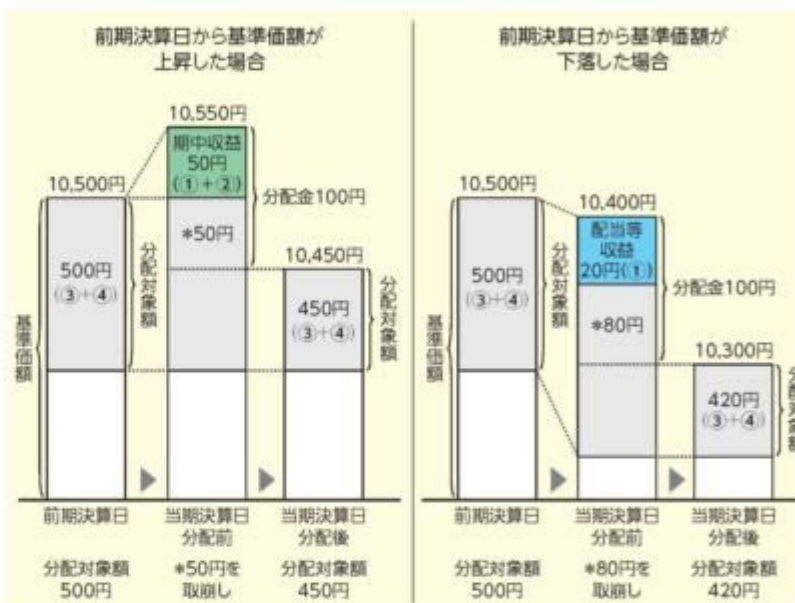 前期決算日から基準価額が
上昇した場合
10,550円
期中収益
50円
(①+②)
10,500円
分配金100円
*50円
10,450円
500円
(③+④)
分配対象額
450円
(③+④)
分配対象額
基準価額
前期決算日
当期決算日
分配前
当期決算日
分配後
分配対象額
500円
*50円を
取崩し
分配対象額
450円
前期決算日から基準価額が
下落した場合
10,500円
10,400円
配当等
収益
20円(①)
分配金100円
500円
(③+④)
分配対象額
*80円
10,300円
420円
(③+④)
分配対象額
基準価額
前期決算日
当期決算日
分配前
当期決算日
分配後
分配対象額
500円
*80円を
取崩し
分配対象額
420円